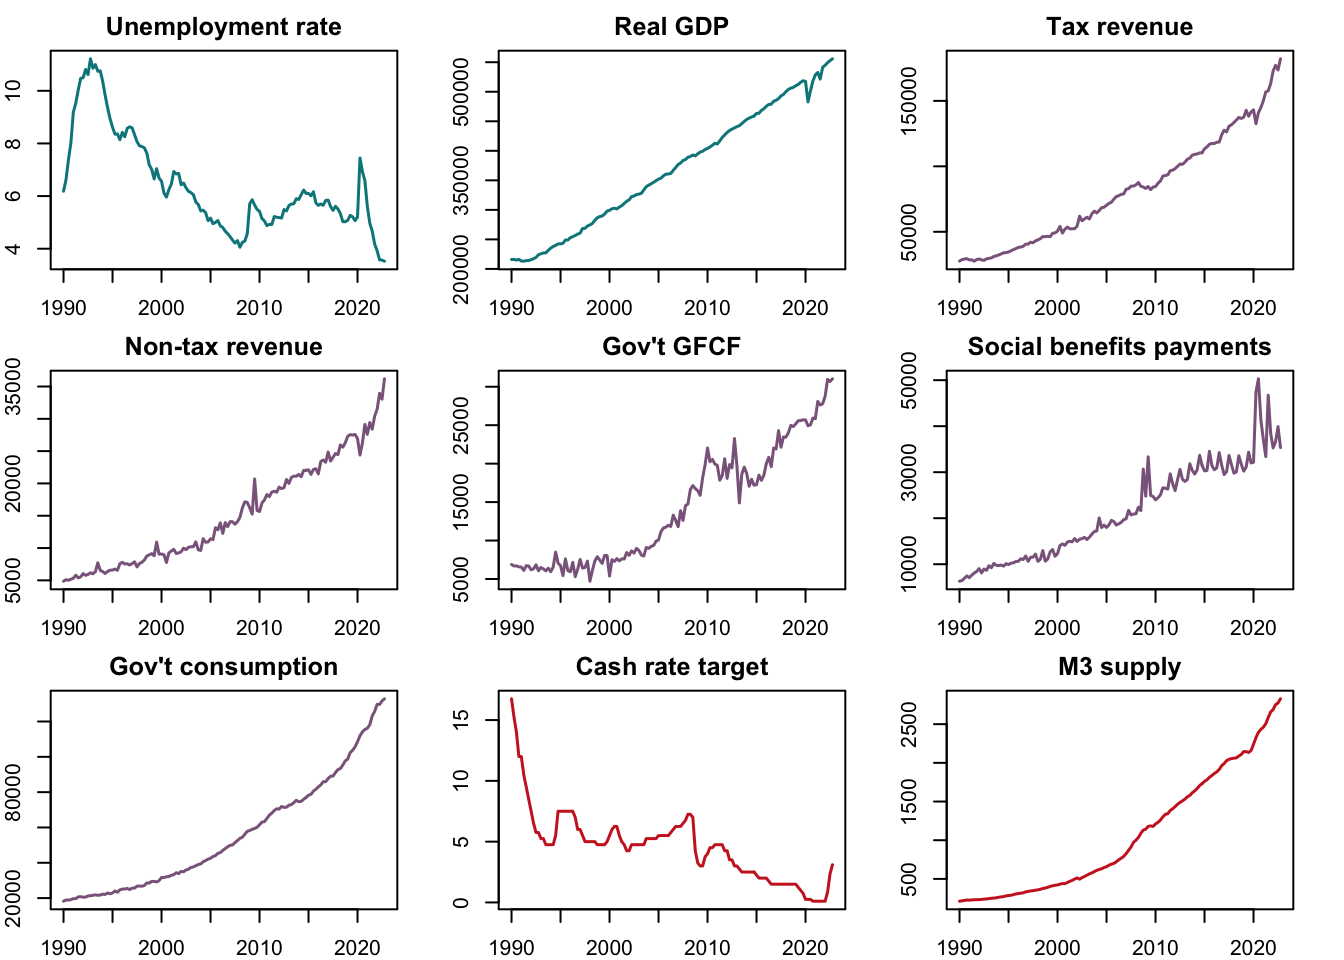 Unemployment rate
4 6 8 10
1990 2000 2010 2020
Real GDP
200000 350000 500000
1990 2000 2010 2020
Tax revenue
50000 150000
1990 2000 2010 2020
Non-tax revenue
5000 20000 35000
1990 2000 2010 2020
Gov't GFCF
5000 15000 25000
1990 2000 2010 2020
Social benefits payments
10000 30000 50000
1990 2000 2010 2020
Gov't consumption
20000 80000
1990 2000 2010 2020
Cash rate target
0 5 10 15
1990 2000 2010 2020
M3 supply
500 1500 2500
1990 2000 2010 2020